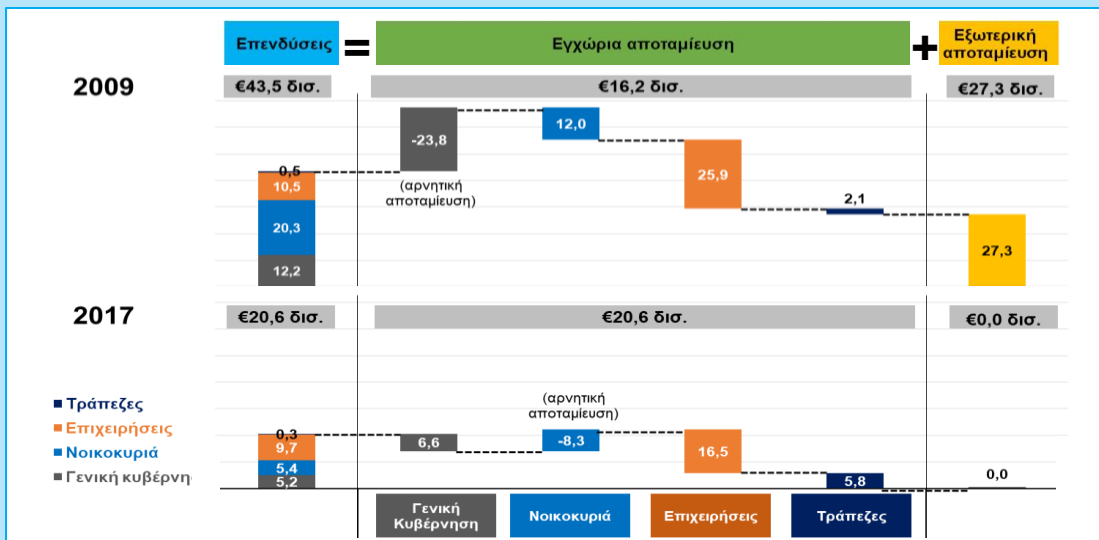 Επενδύσεις = Εγχώρια αποταμίευση + Εξωτερική αποταμίευση
2009
€43,5 δισ. €16,2 δισ. €27,3 δισ.
0,5
10,5
20,3
12,2
-23,8
(αρνητική
αποταμίευση)
12,0
25,9
2,1
27,3
2017
€20,6 δισ. €20,6 δισ. €0,0 δισ.
Τράπεζες
Επιχειρήσεις
Νοικοκυριά
Γενική κυβέρνη
0,3
9,7
5,4
5,2
6,6
(αρνητική
αποταμίευση)
-8,3
16,5
5,8
0,0
Γενική
Κυβέρνηση
Νοικοκυριά
Επιχειρήσεις
Τράπεζες